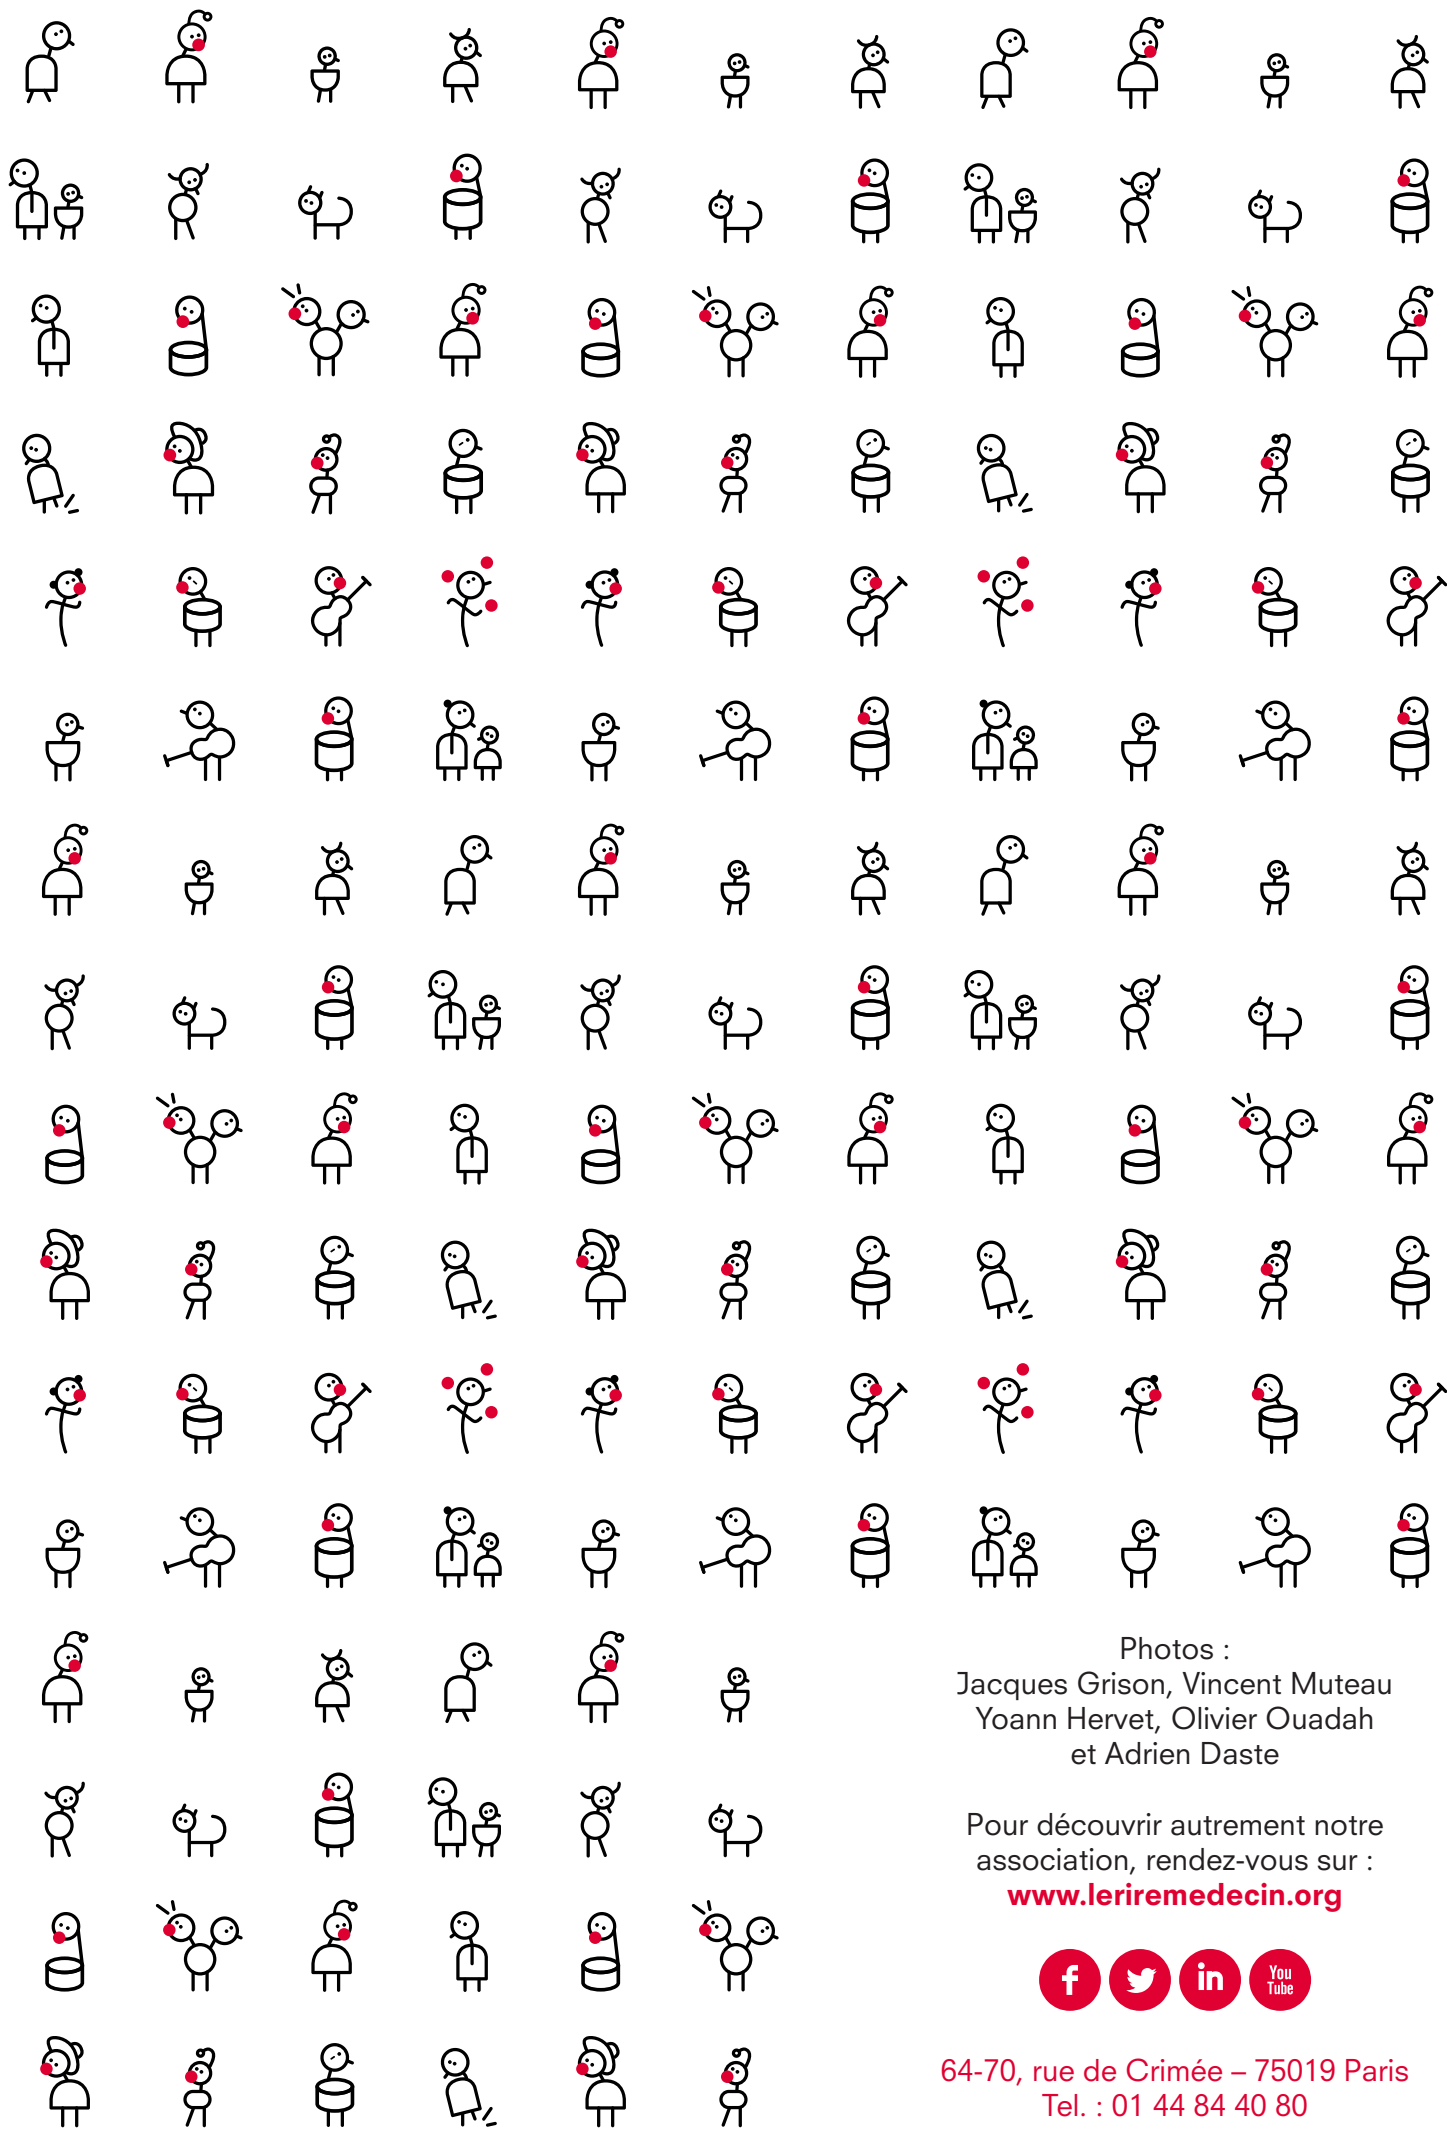 Photos :
Jacques Grison, Vincent Muteau
Yoann Hervet, Olivier Ouadah
et Adrien Daste
Pour découvrir autrement notre
association, rendez-vous sur :
www.leriremedecin.org
f in You
Tube
64-70, rue de Crimée – 75019 Paris
Tel. : 01 44 84 40 80